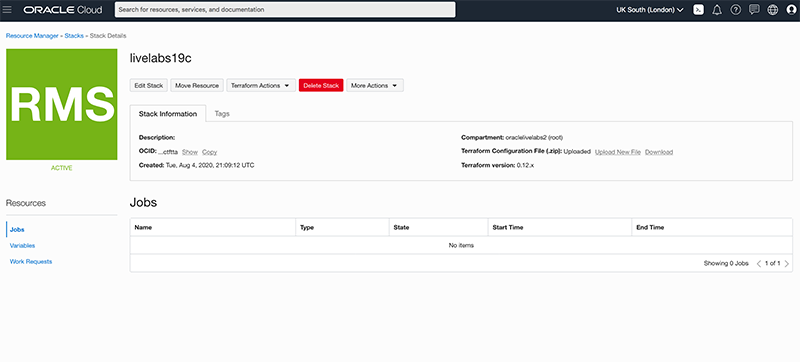 ORACLE Cloud
Search for resources, services, and documentation
UK South (London)
Resource Manager » Stacks » Stack Details
RMS
ACTIVE
livelabs19c
Edit Stack Move Resource Terraform Actions Delete Stack More Actions
Stack Information Tags
Description:
OCID: ...ctftta Show Copy
Created: Tue, Aug 4, 2020, 21:09:12 UTC
Compartment: oraclelivelabs2 (root)
Terraform Configuration File (.zip): Uploaded Upload New File Download
Terraform version: 0.12.x
Resources
Jobs
Variables
Work Requests
Jobs
Name Type State Start Time End Time
No items
Showing 0 Jobs < 1 of 1 >